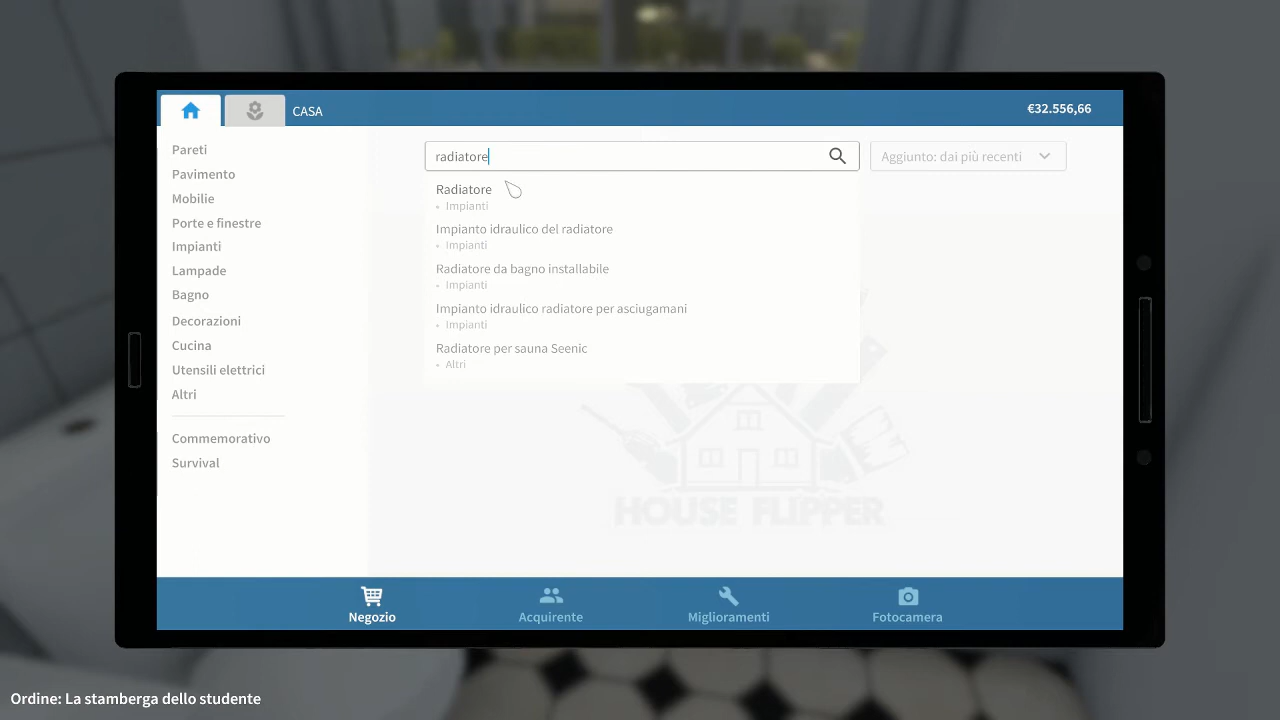 CASA
€32.556,66
Pareti
Pavimento
Mobilie
Porte e finestre
Impianti
Lampade
Bagno
Decorazioni
Cucina
Utensili elettrici
Altri
Commemorativo
Survival
radiatore
Aggiunto: dai più recenti
Radiatore
• Impianti
Impianto idraulico del radiatore
• Impianti
Radiatore da bagno installabile
• Impianti
Impianto idraulico radiatore per asciugamani
• Impianti
Radiatore per sauna Seenic
• Altri
HOUSE FLIPPER
Negozio
Acquirente
Miglioramenti
Fotocamera
Ordine: La stamberga dello studente